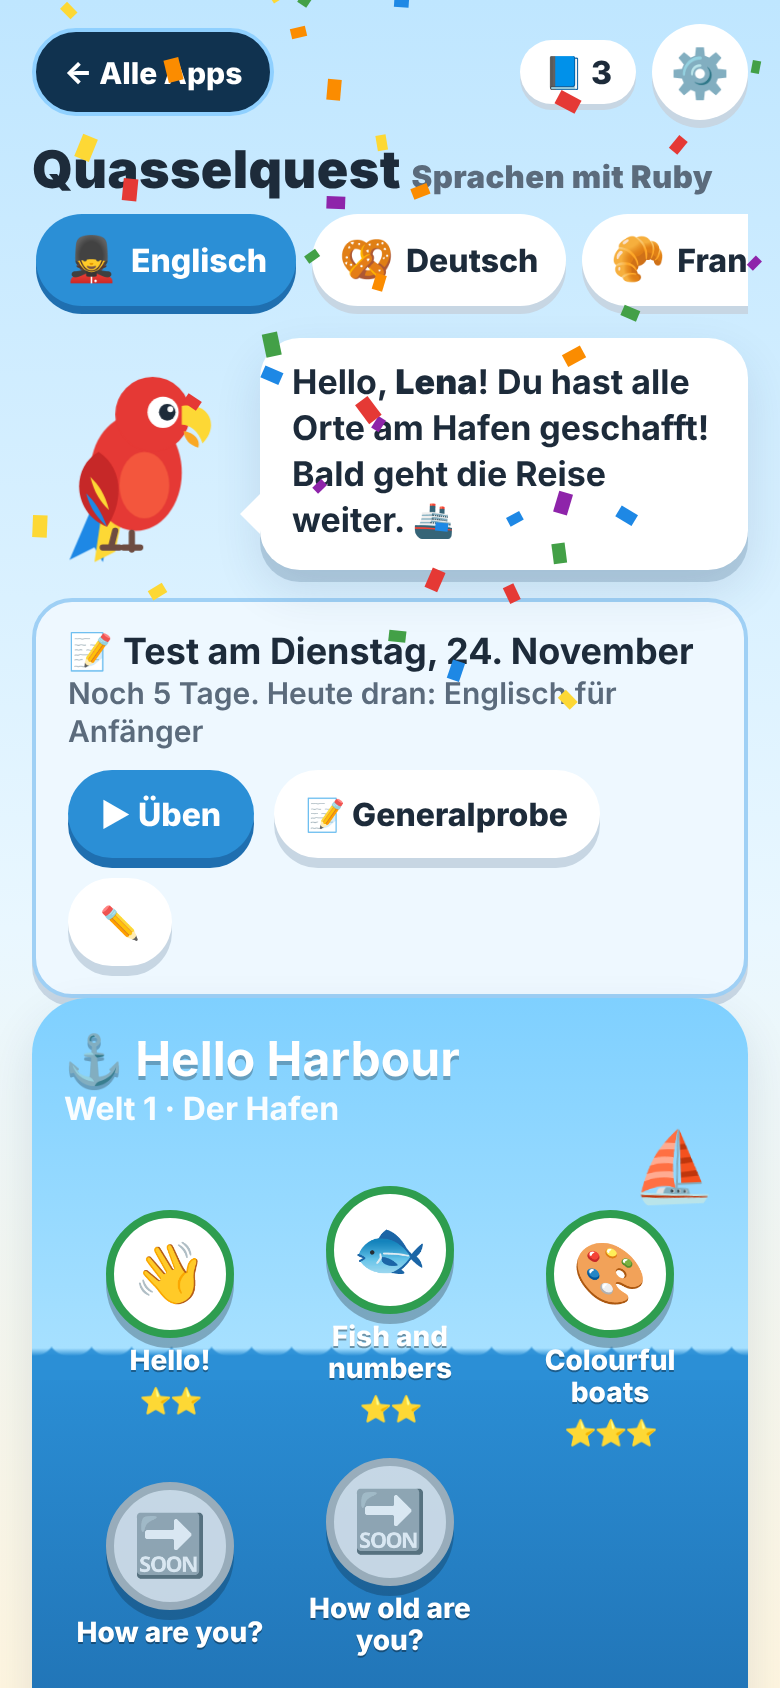 ← Alle Apps
3
Quasselquest Sprachen mit Ruby
Englisch
Deutsch
Fran
Hello, Lena! Du hast alle
Orte am Hafen geschafft!
Bald geht die Reise
weiter.
Test am Dienstag, 24. November
Noch 5 Tage. Heute dran: Englisch für
Anfänger
Üben
Generalprobe
Hello Harbour
Welt 1 · Der Hafen
Hello!
Fish and
numbers
Colourful
boats
SOON
SOON
How are you?
How old are
you?